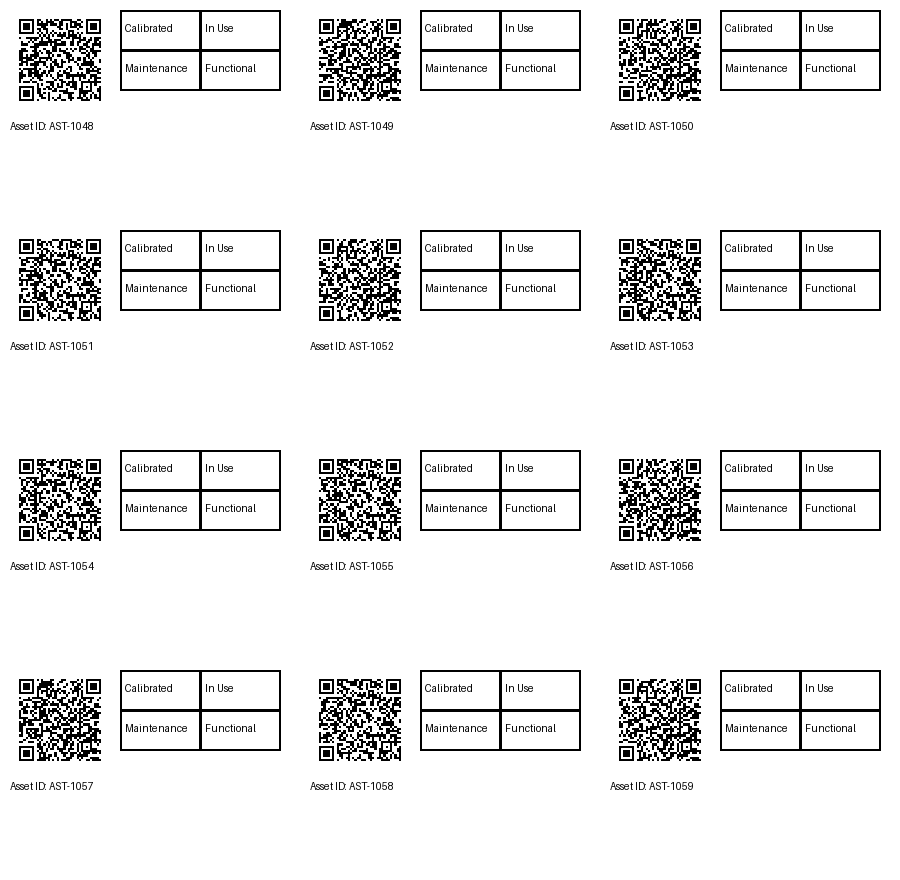 Calibrated In Use Calibrated In Use Calibrated In Use
Maintenance Functional Maintenance Functional Maintenance Functional
Asset ID: AST-1048 Asset ID: AST-1049 Asset ID: AST-1050
Calibrated In Use Calibrated In Use Calibrated In Use
Maintenance Functional Maintenance Functional Maintenance Functional
Asset ID: AST-1051 Asset ID: AST-1052 Asset ID: AST-1053
Calibrated In Use Calibrated In Use Calibrated In Use
Maintenance Functional Maintenance Functional Maintenance Functional
Asset ID: AST-1054 Asset ID: AST-1055 Asset ID: AST-1056
Calibrated In Use Calibrated In Use Calibrated In Use
Maintenance Functional Maintenance Functional Maintenance Functional
Asset ID: AST-1057 Asset ID: AST-1058 Asset ID: AST-1059